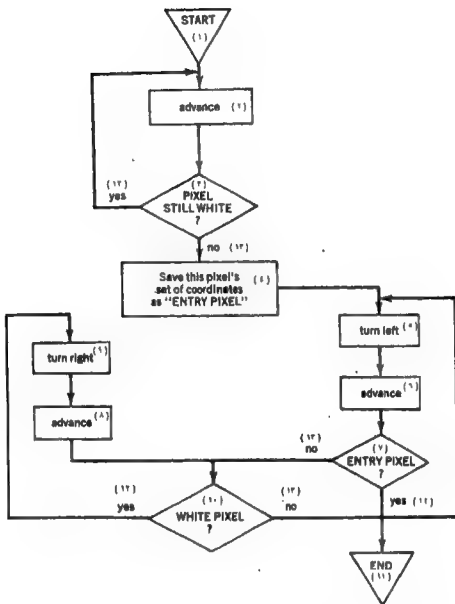 START
(١)
advance (٢)
(١٢)
yes
(٣)
PIXEL
STILL WHITE
?
no (١٣)
Save this pixel's
set of coordinates
as "ENTRY PIXEL"
(٤)
turn left (٥)
turn right (٩)
advance (٦)
advance (٨)
(١٣)
no
(٧)
ENTRY PIXEL
?
(١٢)
yes
(١٠)
WHITE PIXEL
?
(١٣)
no
yes
END
(١١)